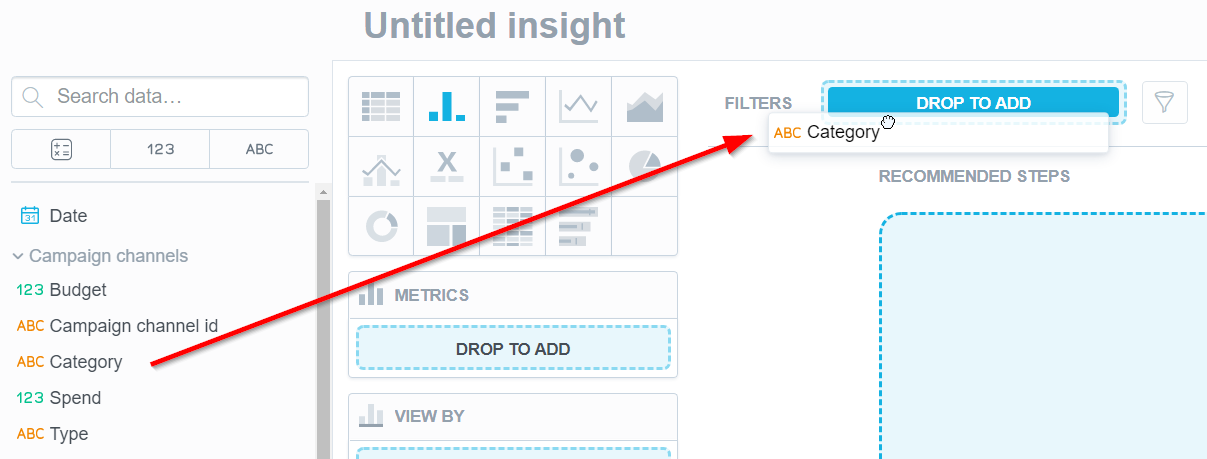 Untitled insight
Search data...
123
ABC
31
Date
Campaign channels
123 Budget
ABC Campaign channel id
ABC Category
123 Spend
ABC Type
X
METRICS
DROP TO ADD
VIEW BY
FILTERS
DROP TO ADD
ABC Category
RECOMMENDED STEPS